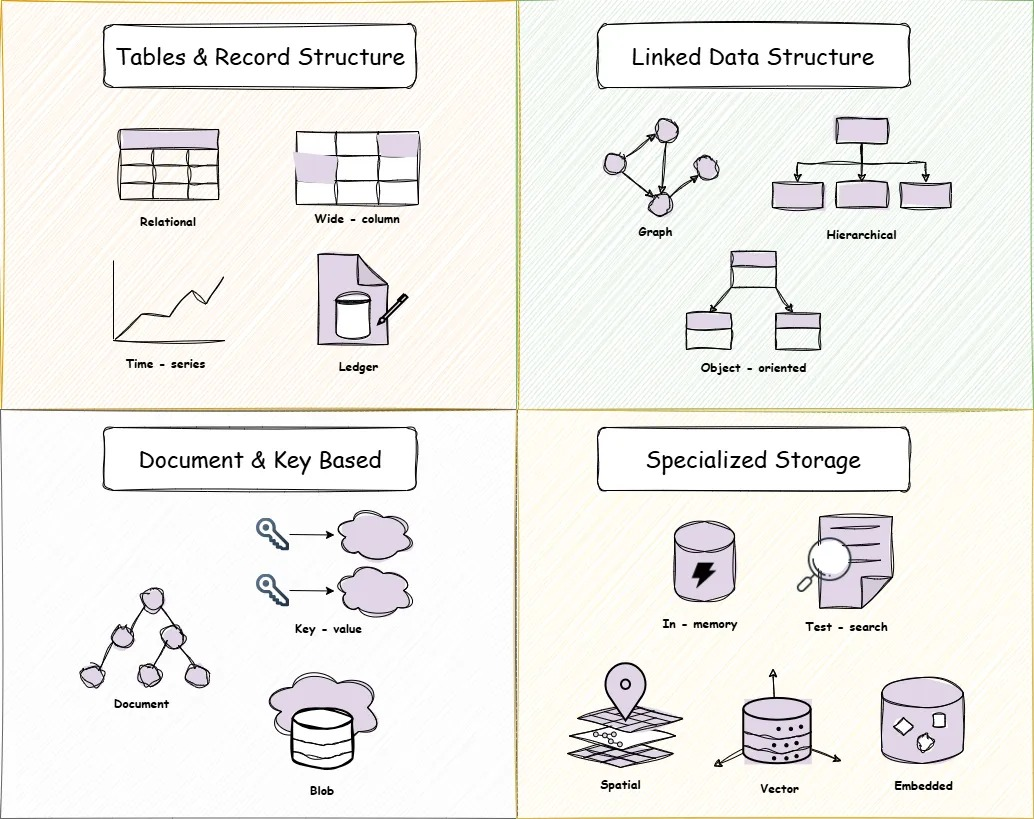 Tables & Record Structure
Relational
Wide - column
Time - series
Ledger
Linked Data Structure
Graph
Hierarchical
Object - oriented
Document & Key Based
Key - value
Document
Blob
Specialized Storage
In - memory
Test - search
Spatial
Vector
Embedded